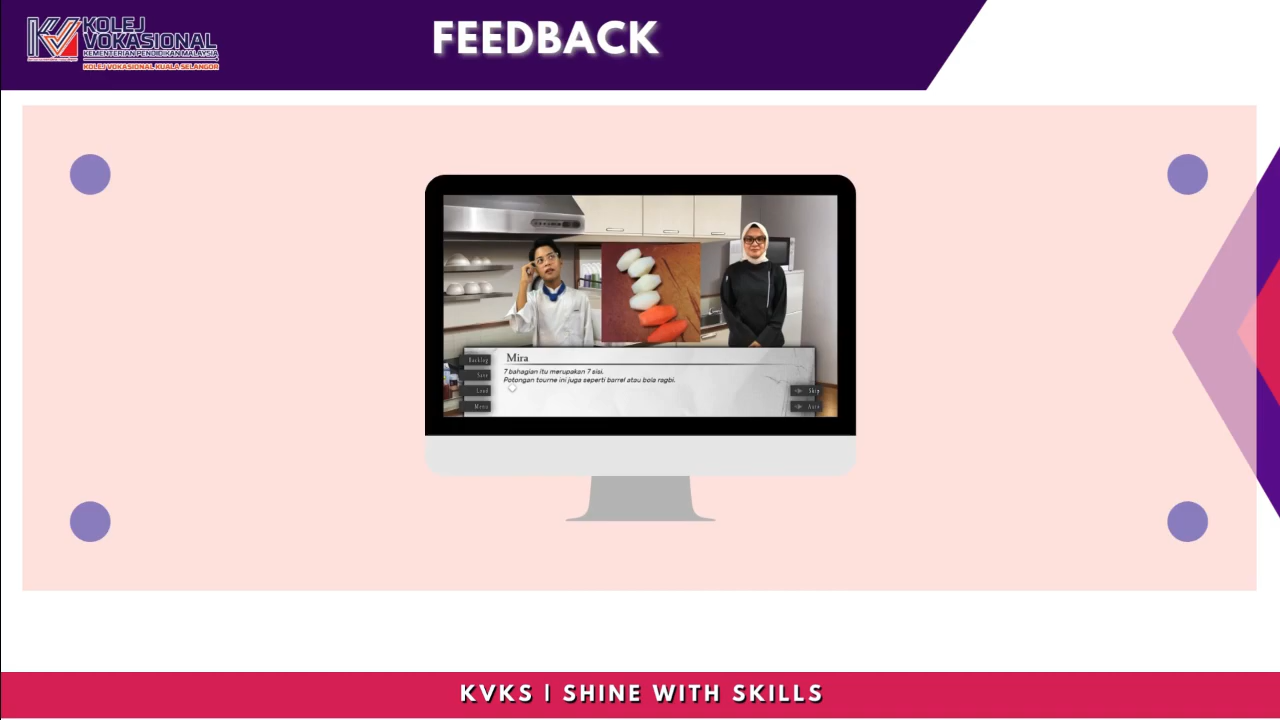 KOLEJ
VOKASIONAL
KEMENTERIAN PENDIDIKAN MALAYSIA
KOLEJ VOKASIONAL KUALA SELANGOR
FEEDBACK
Mira
7 bahagian itu merupakan 7 sisi.
Potongan tourne ini juga seperti barrel atau bola ragbi.
Backlog
Save
Load
Menu
Skip
Auto
KVKS | SHINE WITH SKILLS